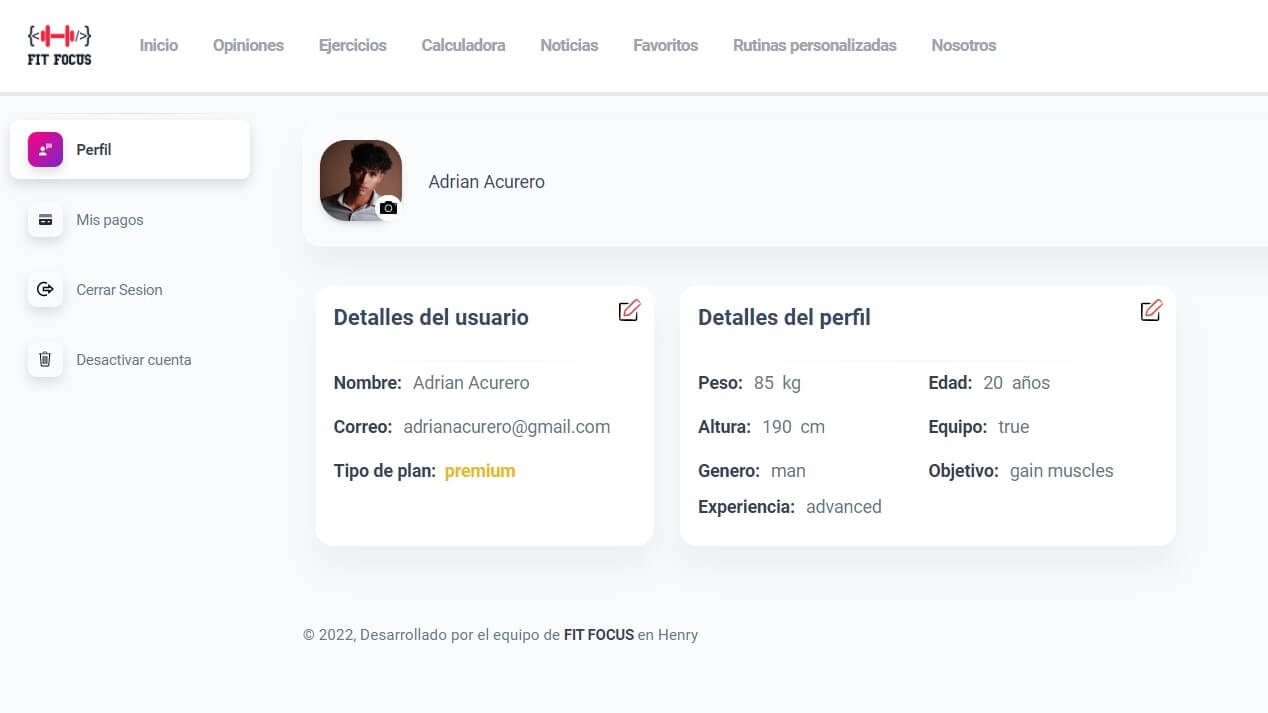 {</>}
FIT FOCUS
Inicio Opiniones Ejercicios Calculadora Noticias Favoritos Rutinas personalizadas Nosotros
Perfil
Mis pagos
Cerrar Sesion
Desactivar cuenta
Adrian Acurero
Detalles del usuario
Nombre: Adrian Acurero
Correo: adrianacurero@gmail.com
Tipo de plan: premium
Detalles del perfil
Peso: 85 kg Edad: 20 años
Altura: 190 cm Equipo: true
Genero: man Objetivo: gain muscles
Experiencia: advanced
© 2022, Desarrollado por el equipo de FIT FOCUS en Henry